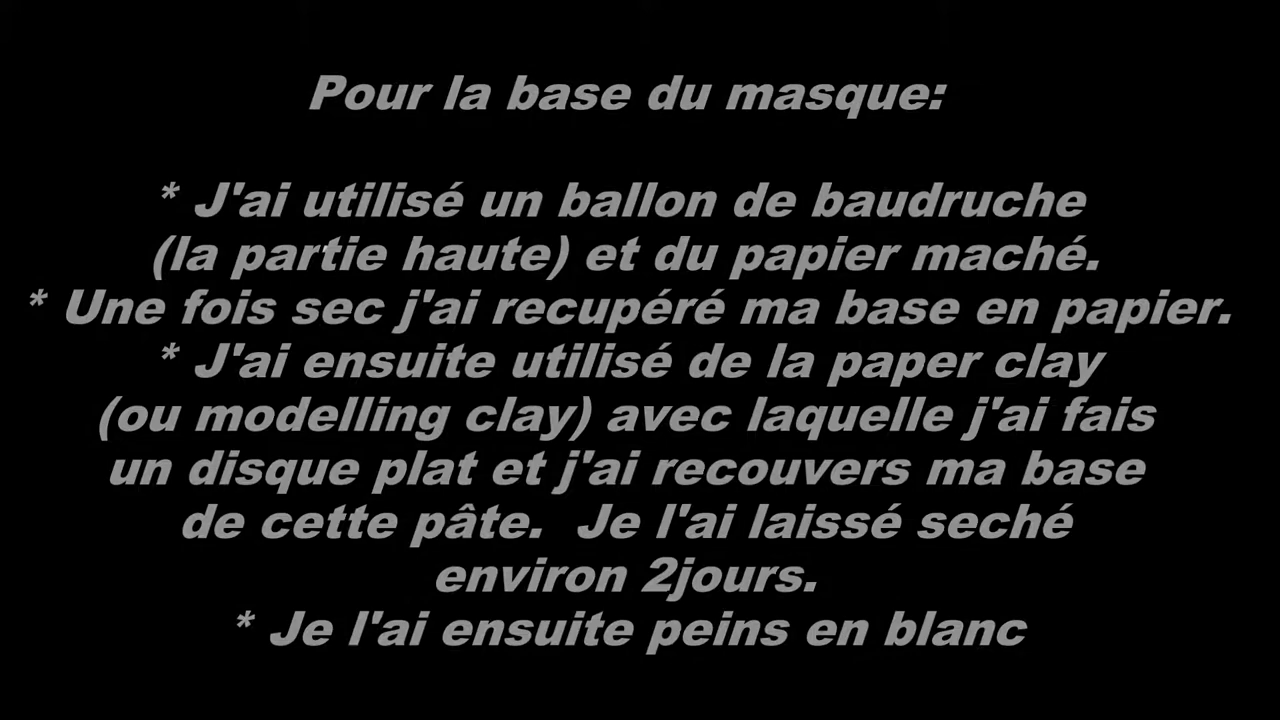 Pour la base du masque:
* J'ai utilisé un ballon de baudruche
(la partie haute) et du papier maché.
* Une fois sec j'ai recupéré ma base en papier.
* J'ai ensuite utilisé de la paper clay
(ou modelling clay) avec laquelle j'ai fais
un disque plat et j'ai recouvers ma base
de cette pâte.  Je l'ai laissé seché
environ 2jours.
* Je l'ai ensuite peins en blanc